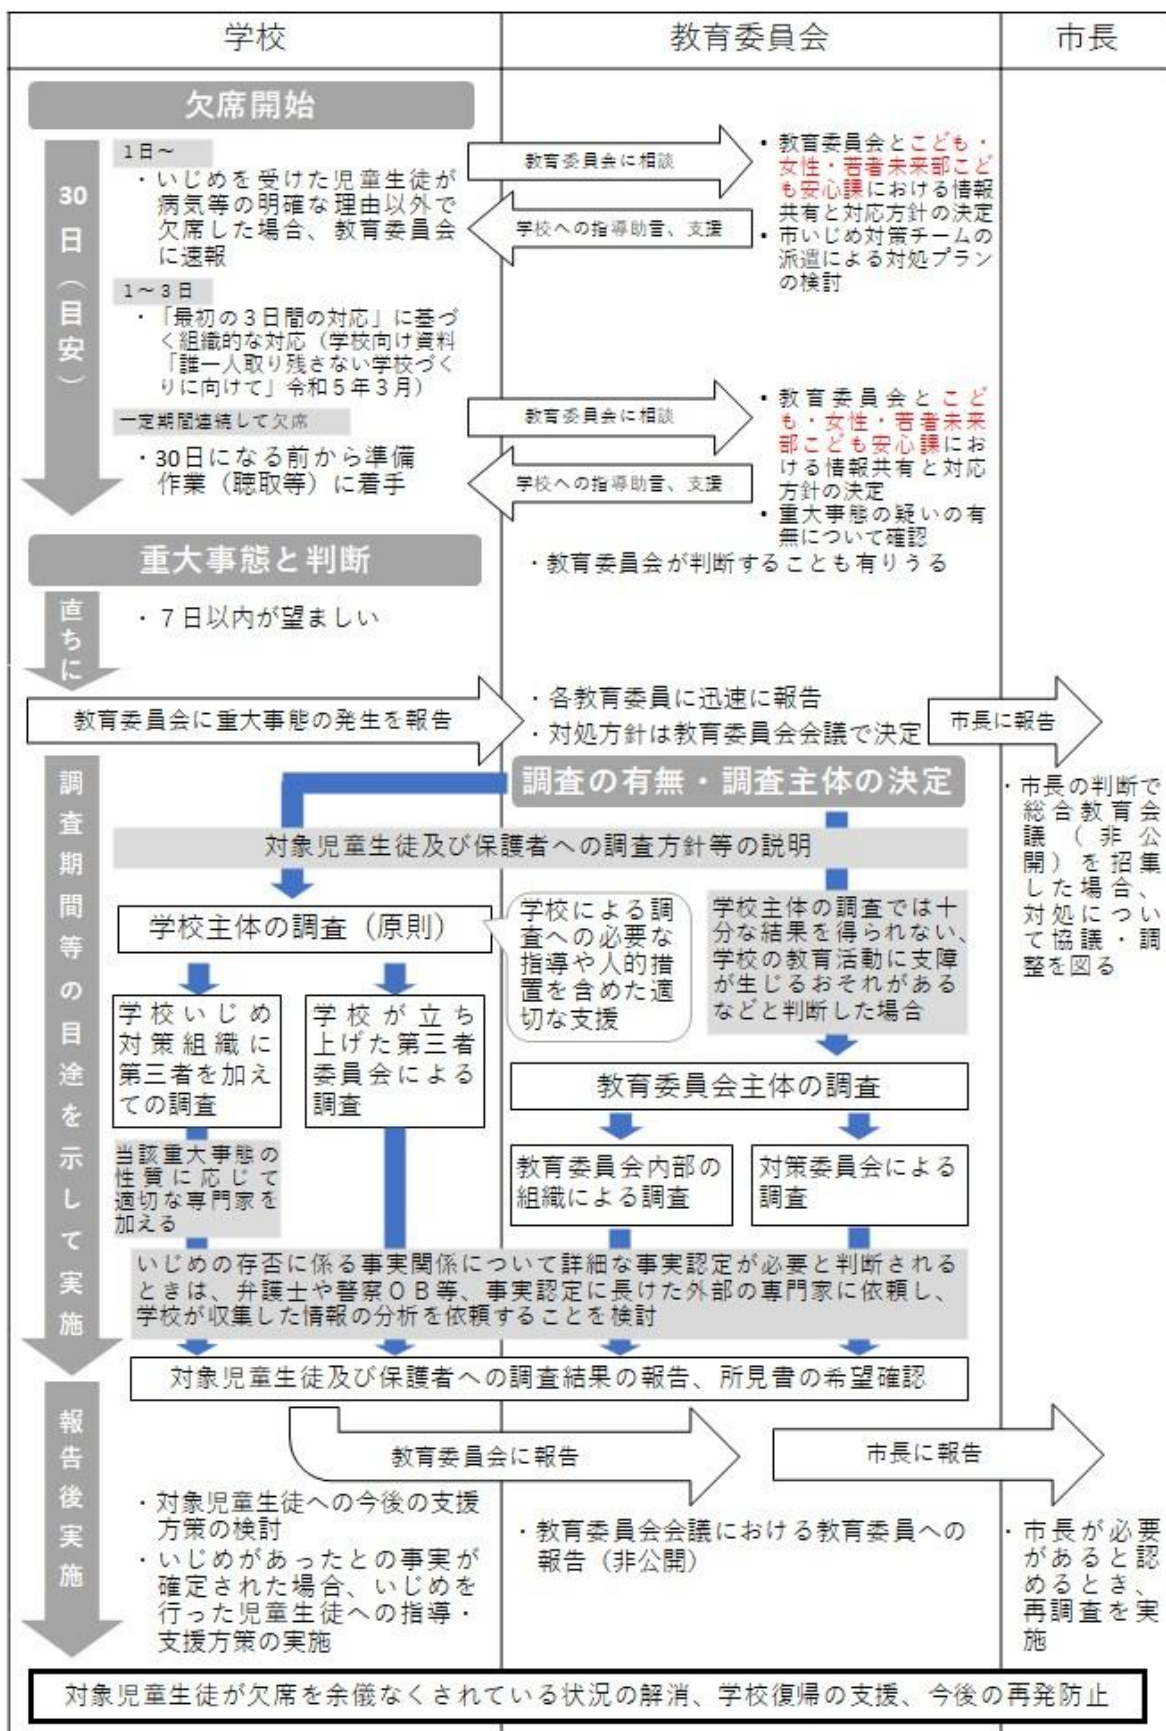 学校
教育委員会
市長
欠席開始
30日（目安）
1日～
・いじめを受けた児童生徒が
病気等の明確な理由以外で
欠席した場合、教育委員会
に速報
教育委員会に相談
学校への指導助言、支援
・教育委員会とこども・
女性・若者未来部こど
も安心課における情報
共有と対応方針の決定
・市いじめ対策チームの
派遣による対処プラン
の検討
1～3日
・「最初の３日間の対応」に基づ
く組織的な対応（学校向け資料
「誰一人取り残さない学校づく
りに向けて」令和５年３月）
一定期間連続して欠席
・30日になる前から準備
作業（聴取等）に着手
教育委員会に相談
学校への指導助言、支援
・教育委員会とこど
も・女性・若者未来
部こども安心課にお
ける情報共有と対応
方針の決定
・重大事態の疑いの有
無について確認
重大事態と判断
・教育委員会が判断することも有りうる
直ちに
・７日以内が望ましい
教育委員会に重大事態の発生を報告
・各教育委員に迅速に報告
・対処方針は教育委員会会議で決定
市長に報告
調査期間等の目途を示して実施
調査の有無・調査主体の決定
・市長の判断で
総合教育会
議（非公
開）を招集
した場合、
対処につい
て協議・調
整を図る
対象児童生徒及び保護者への調査方針等の説明
学校主体の調査（原則）
学校による調
査への必要な
指導や人的措
置を含めた適
切な支援
学校主体の調査では十
分な結果を得られない、
学校の教育活動に支障
が生じるおそれがある
などと判断した場合
学校いじめ
対策組織に
第三者を加え
ての調査
学校が立ち
上げた第三者
委員会による
調査
教育委員会主体の調査
当該重大事態の
性質に応じて
適切な専門家を
加える
教育委員会内部の
組織による調査
対策委員会による
調査
いじめの存否に係る事実関係について詳細な事実認定が必要と判断される
ときは、弁護士や警察ＯＢ等、事実認定に長けた外部の専門家に依頼し、
学校が収集した情報の分析を依頼することを検討
対象児童生徒及び保護者への調査結果の報告、所見書の希望確認
報告後実施
教育委員会に報告
市長に報告
・対象児童生徒への今後の支援
方策の検討
・いじめがあったとの事実が
確定された場合、いじめを
行った児童生徒への指導・
支援方策の実施
・教育委員会会議における教育委員への
報告（非公開）
・市長が必要
があると認
めるとき、
再調査を実
施
対象児童生徒が欠席を余儀なくされている状況の解消、学校復帰の支援、今後の再発防止